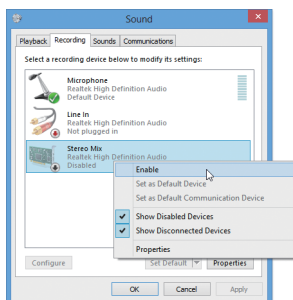 Sound
Playback Recording Sounds Communications
Select a recording device below to modify its settings:
Microphone
Realtek High Definition Audio
Default Device
Line In
Realtek High Definition Audio
Not plugged in
Stereo Mix
Realtek High Definition Audio
Disabled
Enable
Set as Default Device
Set as Default Communication Device
Show Disabled Devices
Show Disconnected Devices
Properties
Configure Set Default Properties
OK Cancel Apply